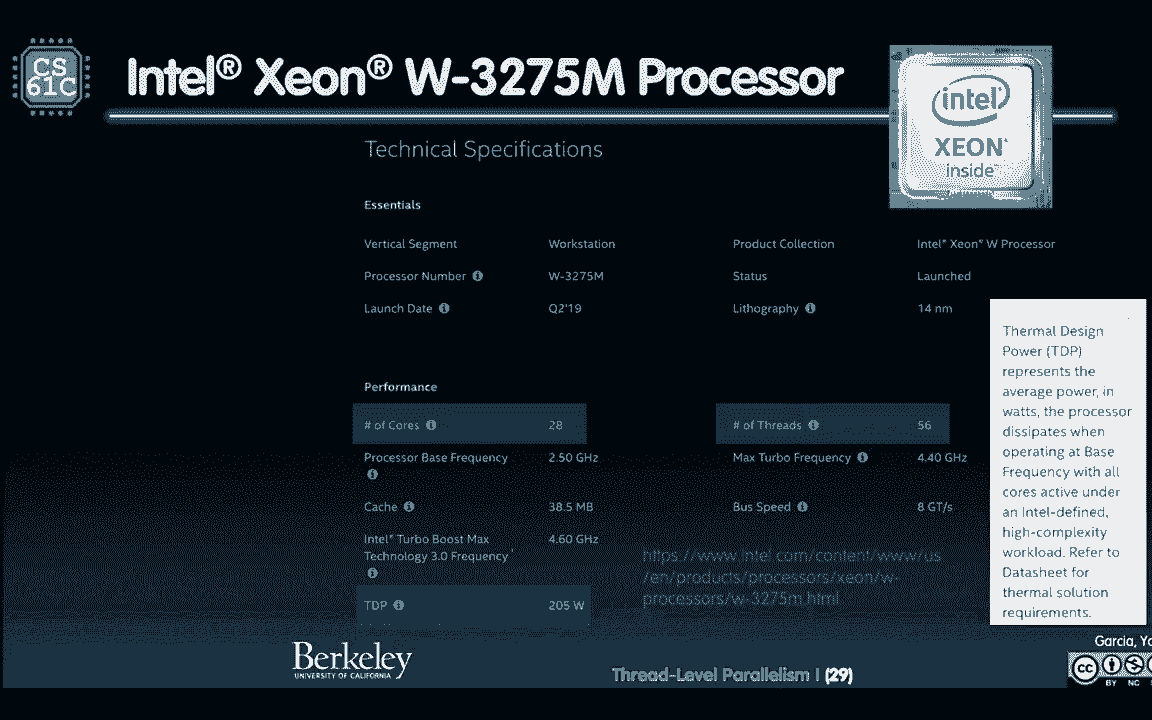 CS
61C
Intel® Xeon® W-3275M Processor
intel
XEON®
inside™
Technical Specifications
Essentials
Vertical Segment Workstation Product Collection Intel® Xeon® W Processor
Processor Number W-3275M Status Launched
Launch Date Q2'19 Lithography 14 nm
Performance
# of Cores 28 # of Threads 56
Processor Base Frequency 2.50 GHz Max Turbo Frequency 4.40 GHz
Cache 38.5 MB Bus Speed 8 GT/s
Intel® Turbo Boost Max 4.60 GHz
Technology 3.0 Frequency
TDP 205 W
https://www.intel.com/content/www/us
/en/products/processors/xeon/w-
processors/w-3275m.html
Thermal Design
Power (TDP)
represents the
average power, in
watts, the processor
dissipates when
operating at Base
Frequency with all
cores active under
an Intel-defined,
high-complexity
workload. Refer to
Datasheet for
thermal solution
requirements.
Berkeley
UNIVERSITY OF CALIFORNIA
Thread-Level Parallelism I (29)
Garcia, Yo
cc
BY NC